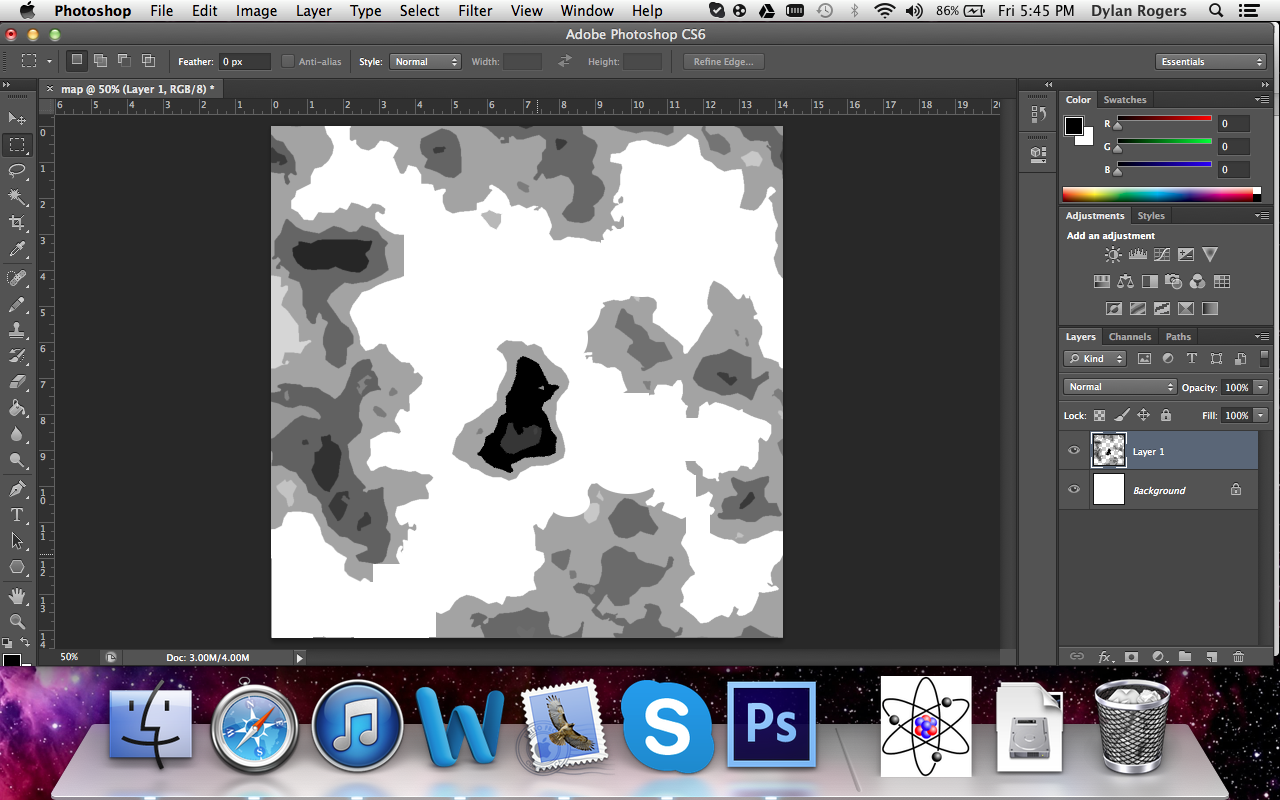 Photoshop File Edit Image Layer Type Select Filter View Window Help 86% Fri 5:45 PM Dylan Rogers
Adobe Photoshop CS6
Feather: 0 px Anti-alias Style: Normal Width: Height: Refine Edge... Essentials
× map @ 50% (Layer 1, RGB/8) *
6 5 4 3 2 1 0 1 2 3 4 5 6 7 8 9 10 11 12 13 14 15 16 17 18 19 20
0
1
2
3
4
5
6
7
8
9
10
11
12
13
14
50% Doc: 3.00M/4.00M
Color Swatches
R 0
G 0
B 0
Adjustments Styles
Add an adjustment
Layers Channels Paths
Kind
Normal Opacity: 100%
Lock: Fill: 100%
Layer 1
Background
fx
N
W E
S
W
S
Ps